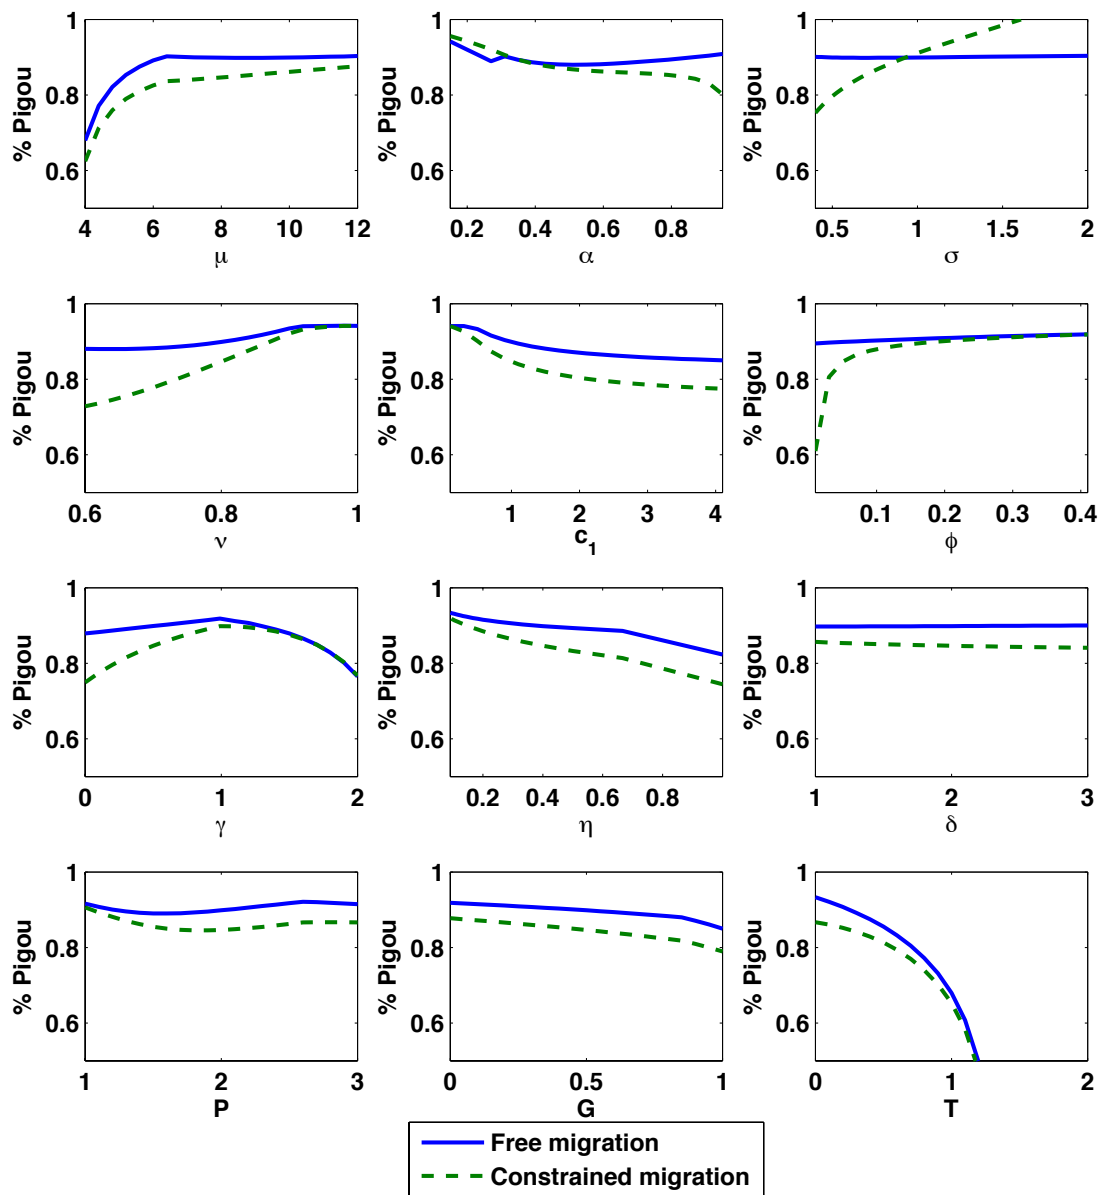 % Pigou
1
0.8
0.6
4 6 8 10 12
μ
% Pigou
1
0.8
0.6
0.2 0.4 0.6 0.8
α
% Pigou
1
0.8
0.6
0.5 1 1.5 2
σ
% Pigou
1
0.8
0.6
0.6 0.8 1
ν
% Pigou
1
0.8
0.6
1 2 3 4
c1
% Pigou
1
0.8
0.6
0.1 0.2 0.3 0.4
ϕ
% Pigou
1
0.8
0.6
0 1 2
γ
% Pigou
1
0.8
0.6
0.2 0.4 0.6 0.8
η
% Pigou
1
0.8
0.6
1 2 3
δ
% Pigou
1
0.8
0.6
1 2 3
P
% Pigou
1
0.8
0.6
0 0.5 1
G
% Pigou
1
0.8
0.6
0 1 2
T
Free migration
Constrained migration